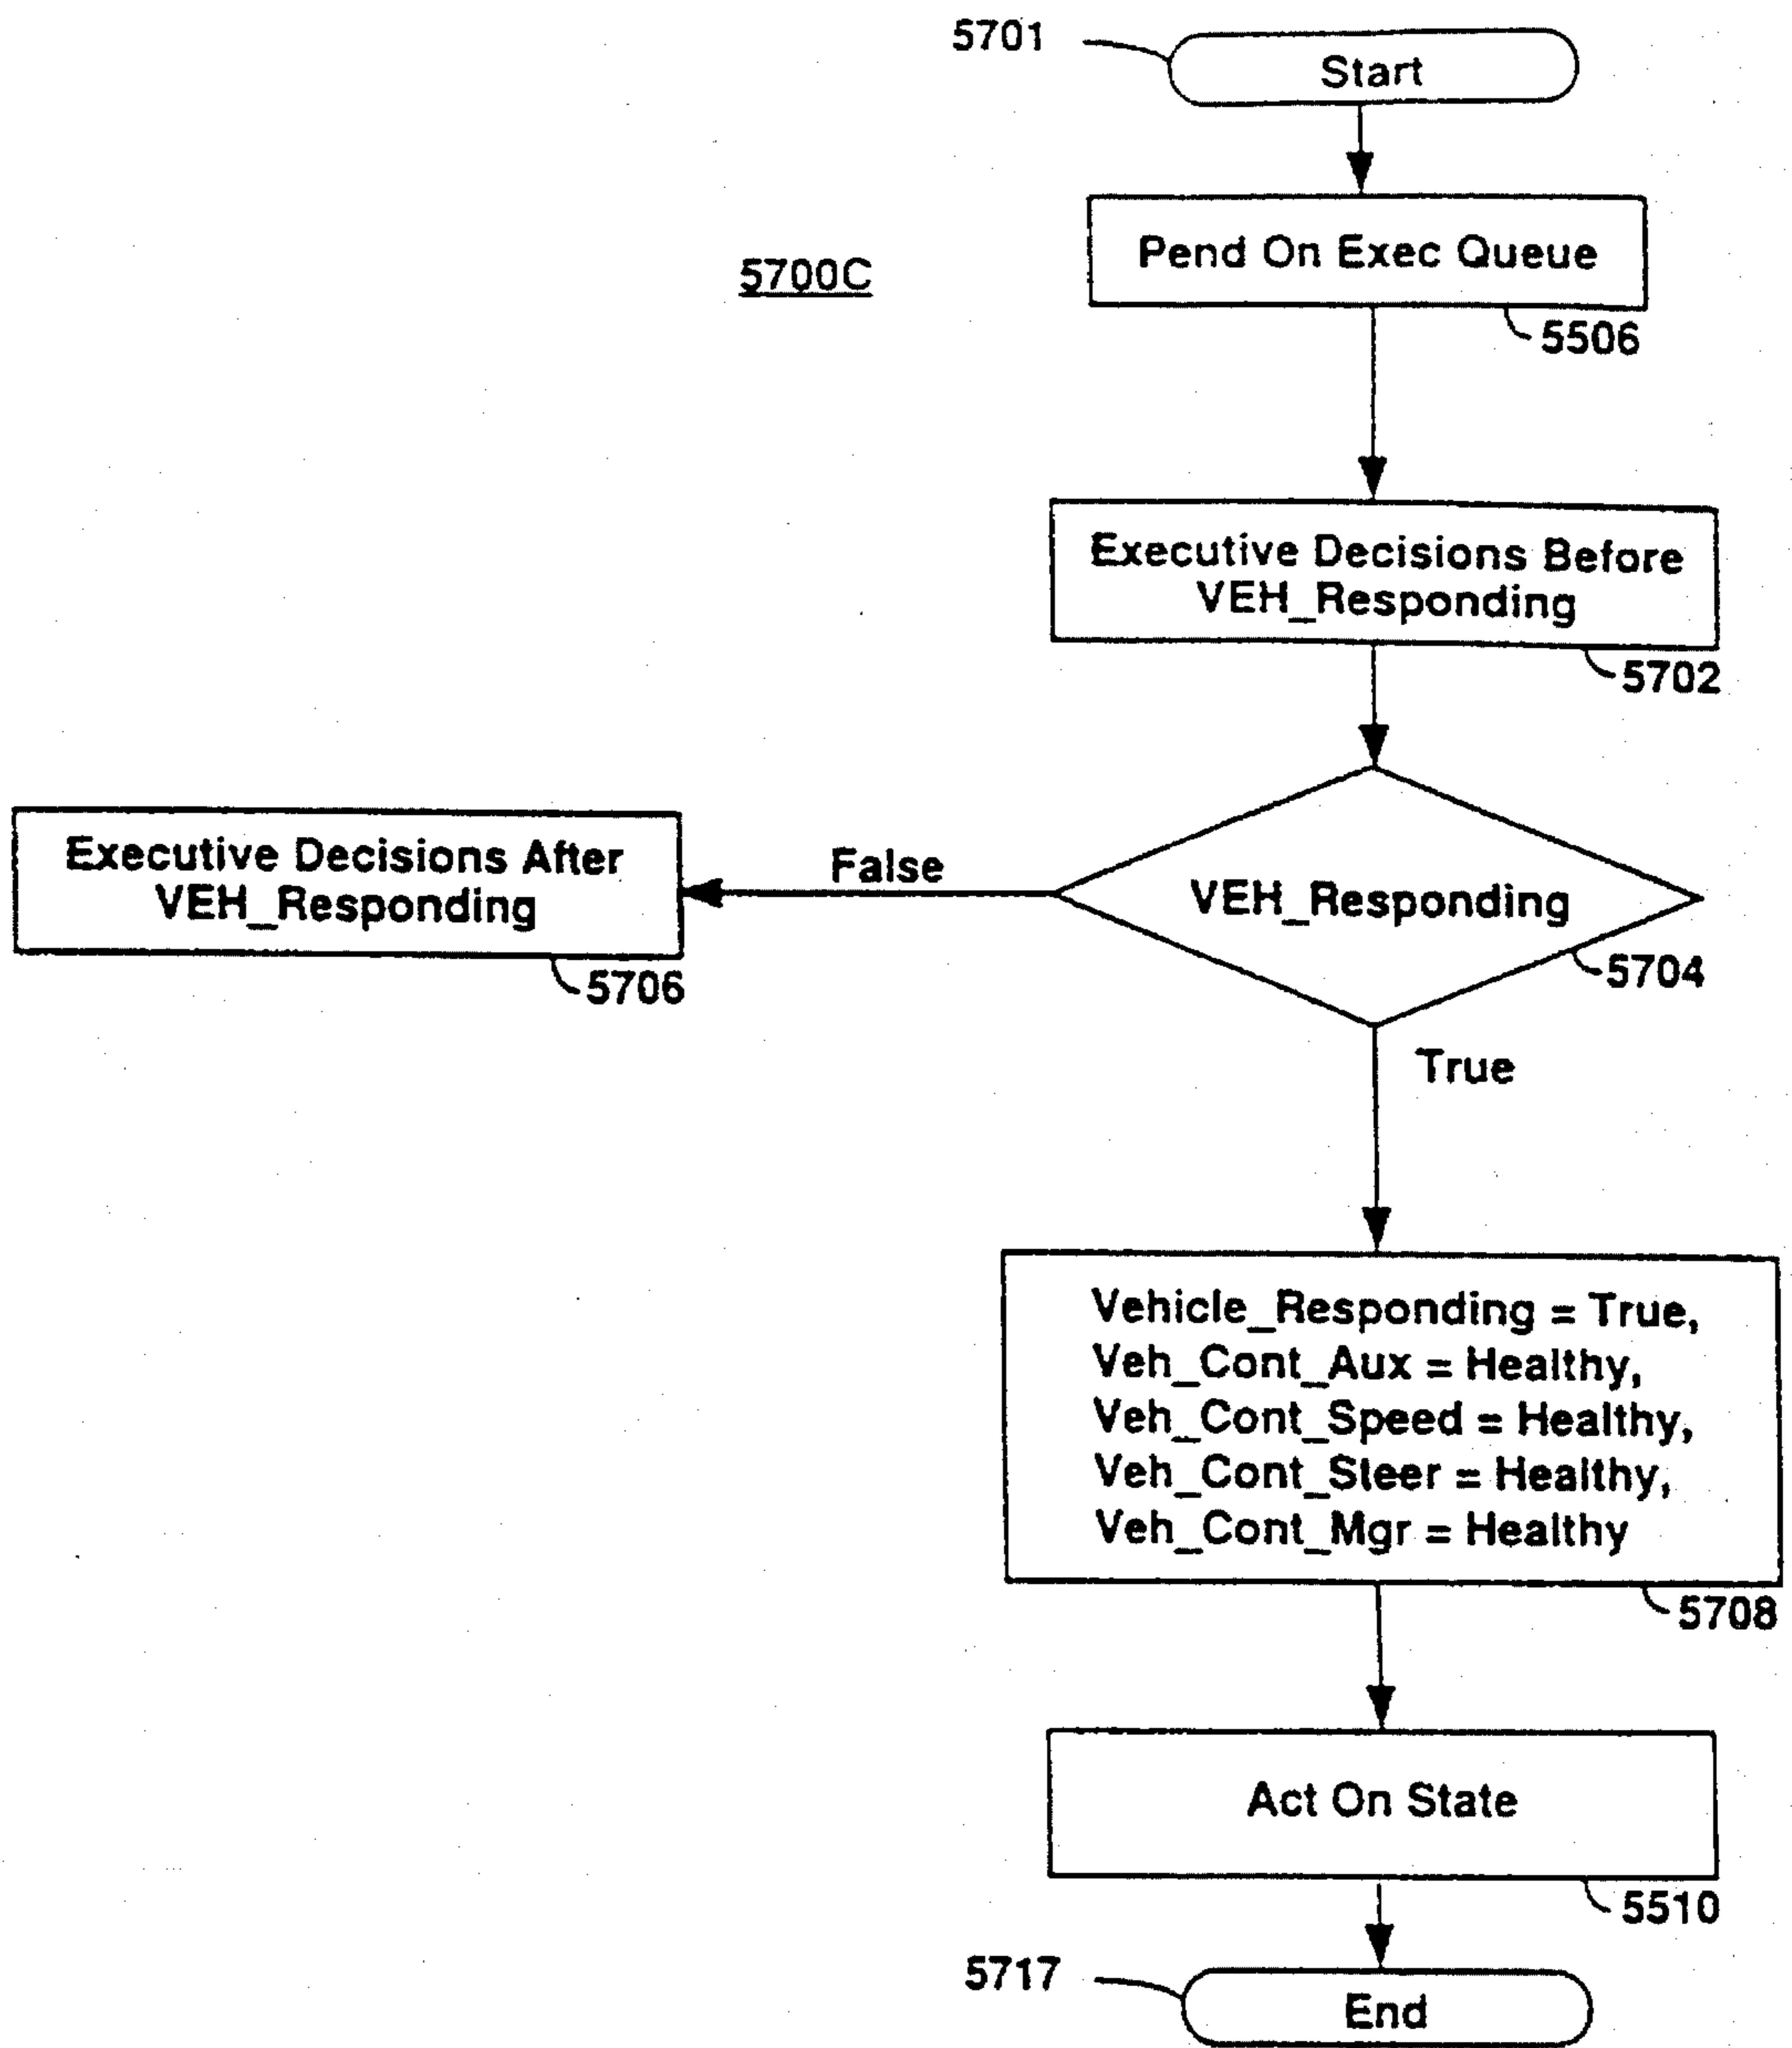 5701
Start
Pend On Exec Queue
5700C
5506
Executive Decisions Before
VEH_Responding
5702
Executive Decisions After
VEH_Responding
False
VEH_Responding
5706
5704
True
Vehicle_Responding = True,
Veh_Cont_Aux = Healthy,
Veh_Cont_Speed = Healthy,
Veh_Cont_Steer = Healthy,
Veh_Cont_Mgr = Healthy
5708
Act On State
5510
5717
End